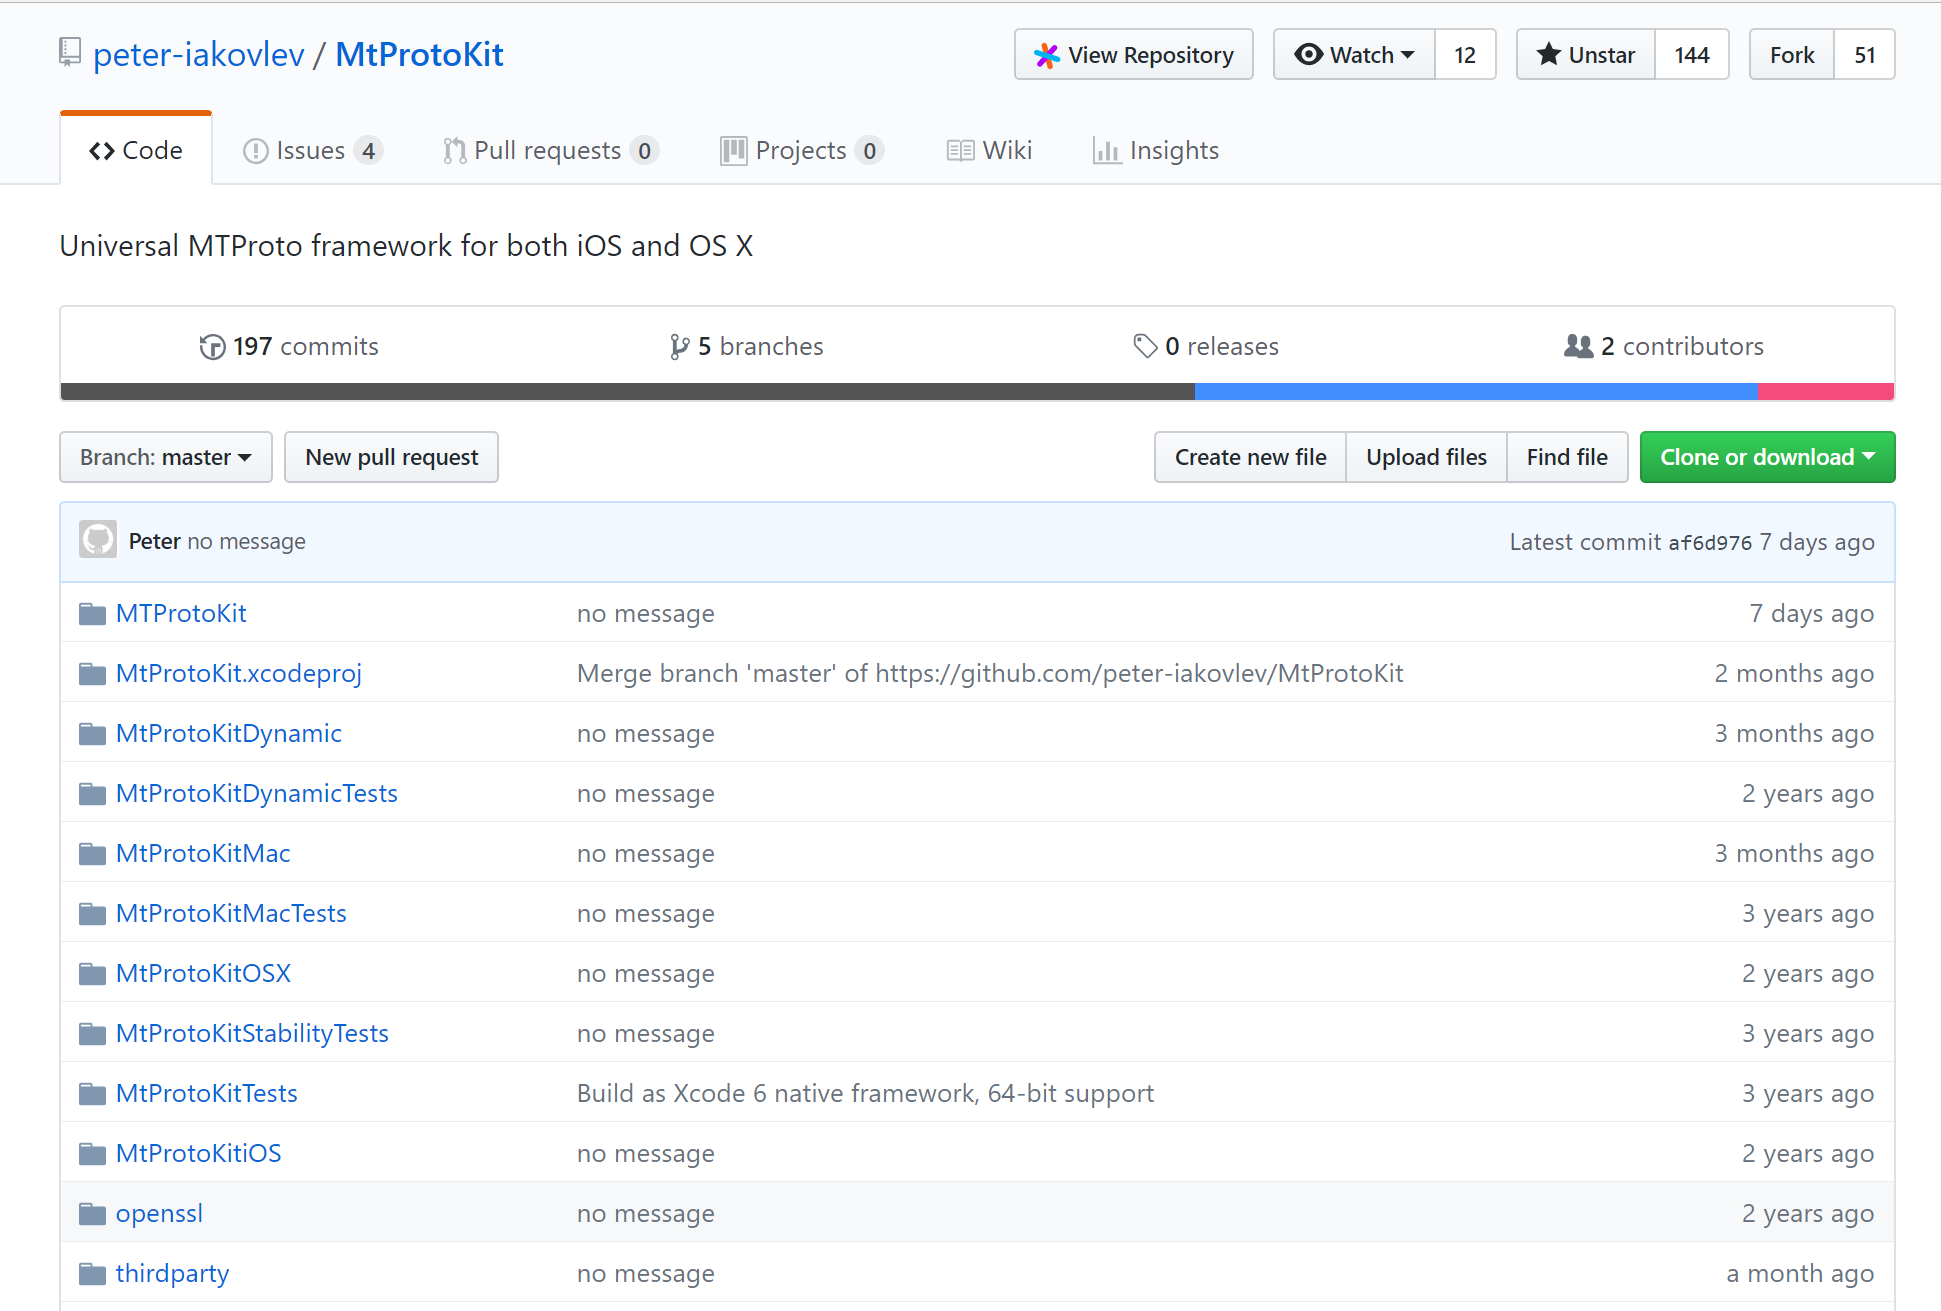 peter-iakovlev / MtProtoKit View Repository Watch 12 Unstar 144 Fork 51
Code Issues 4 Pull requests 0 Projects 0 Wiki Insights
Universal MTProto framework for both iOS and OS X
197 commits 5 branches 0 releases 2 contributors
Branch: master New pull request Create new file Upload files Find file Clone or download
Peter no message Latest commit af6d976 7 days ago
MTProtoKit no message 7 days ago
MtProtoKit.xcodeproj Merge branch 'master' of https://github.com/peter-iakovlev/MtProtoKit 2 months ago
MtProtoKitDynamic no message 3 months ago
MtProtoKitDynamicTests no message 2 years ago
MtProtoKitMac no message 3 months ago
MtProtoKitMacTests no message 3 years ago
MtProtoKitOSX no message 2 years ago
MtProtoKitStabilityTests no message 3 years ago
MtProtoKitTests Build as Xcode 6 native framework, 64-bit support 3 years ago
MtProtoKitiOS no message 2 years ago
openssl no message 2 years ago
thirdparty no message a month ago